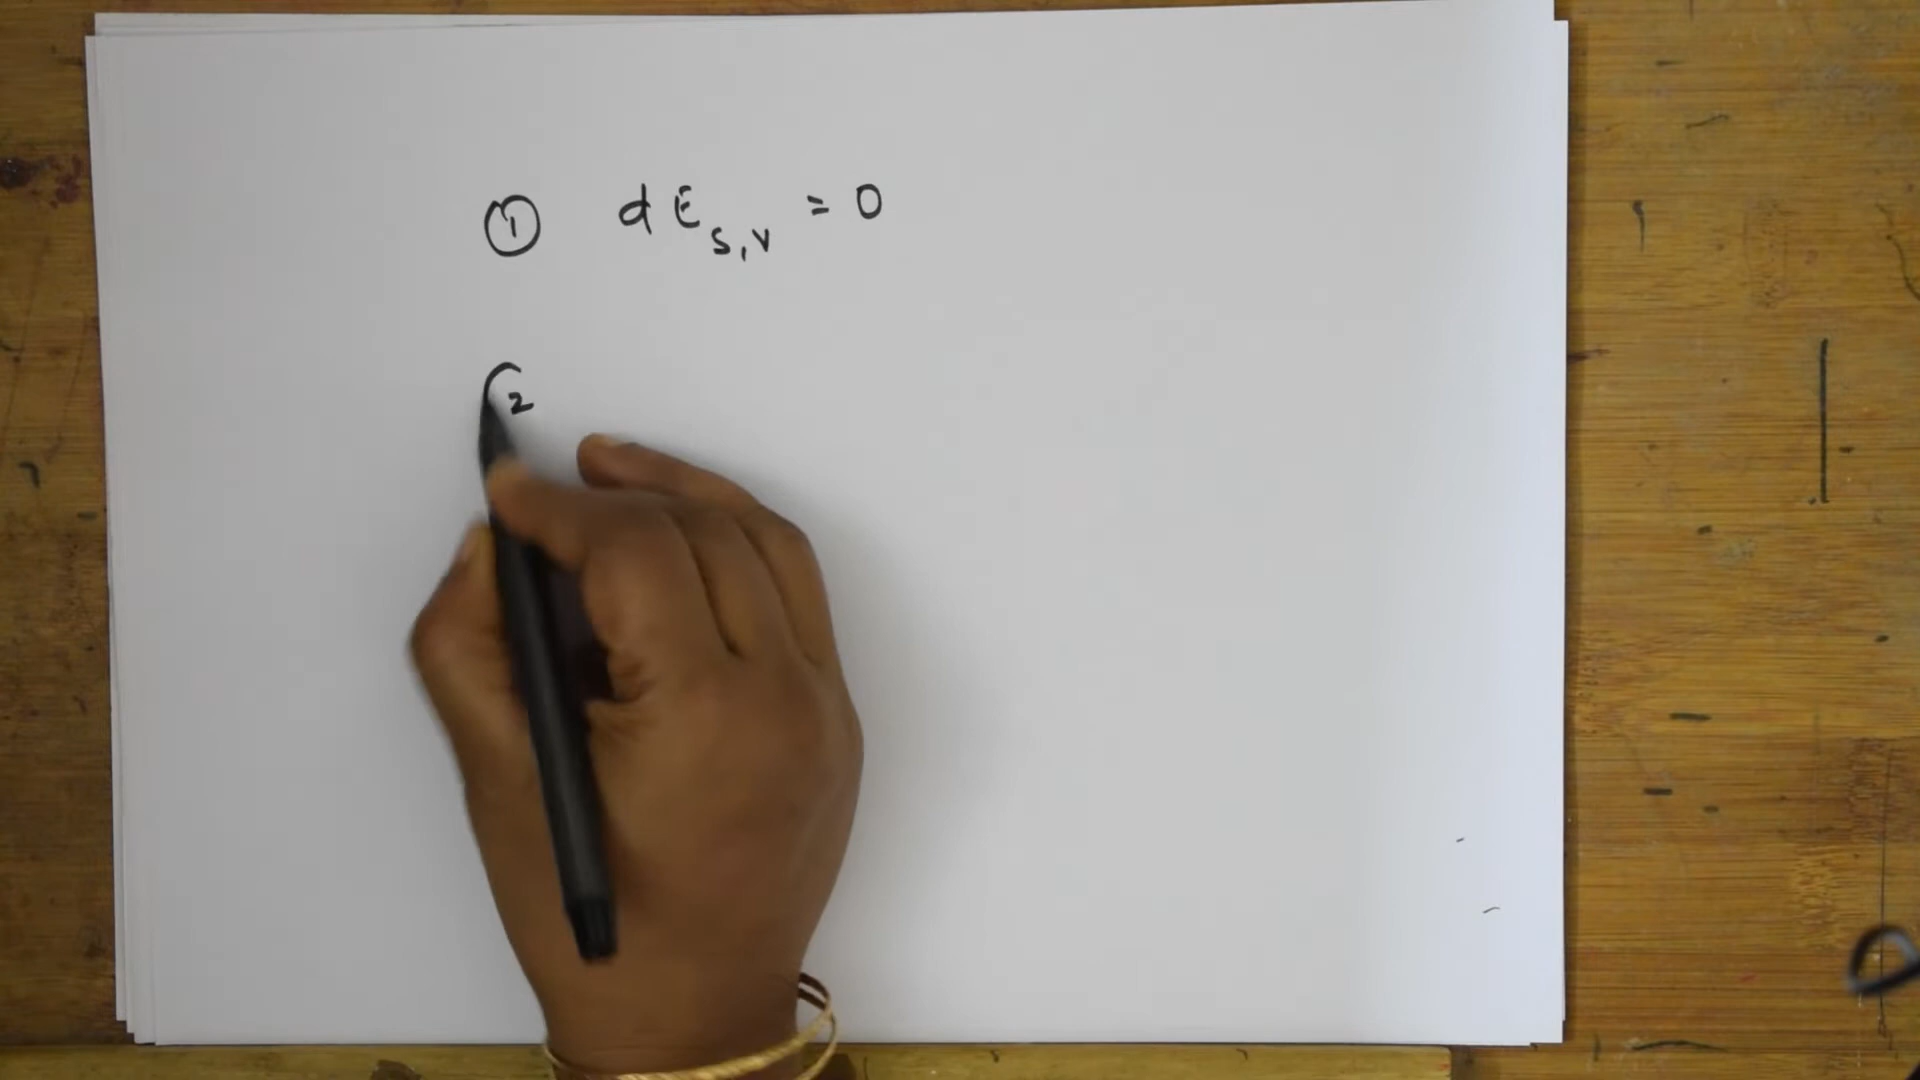 ① dE_{S,V} = 0
②